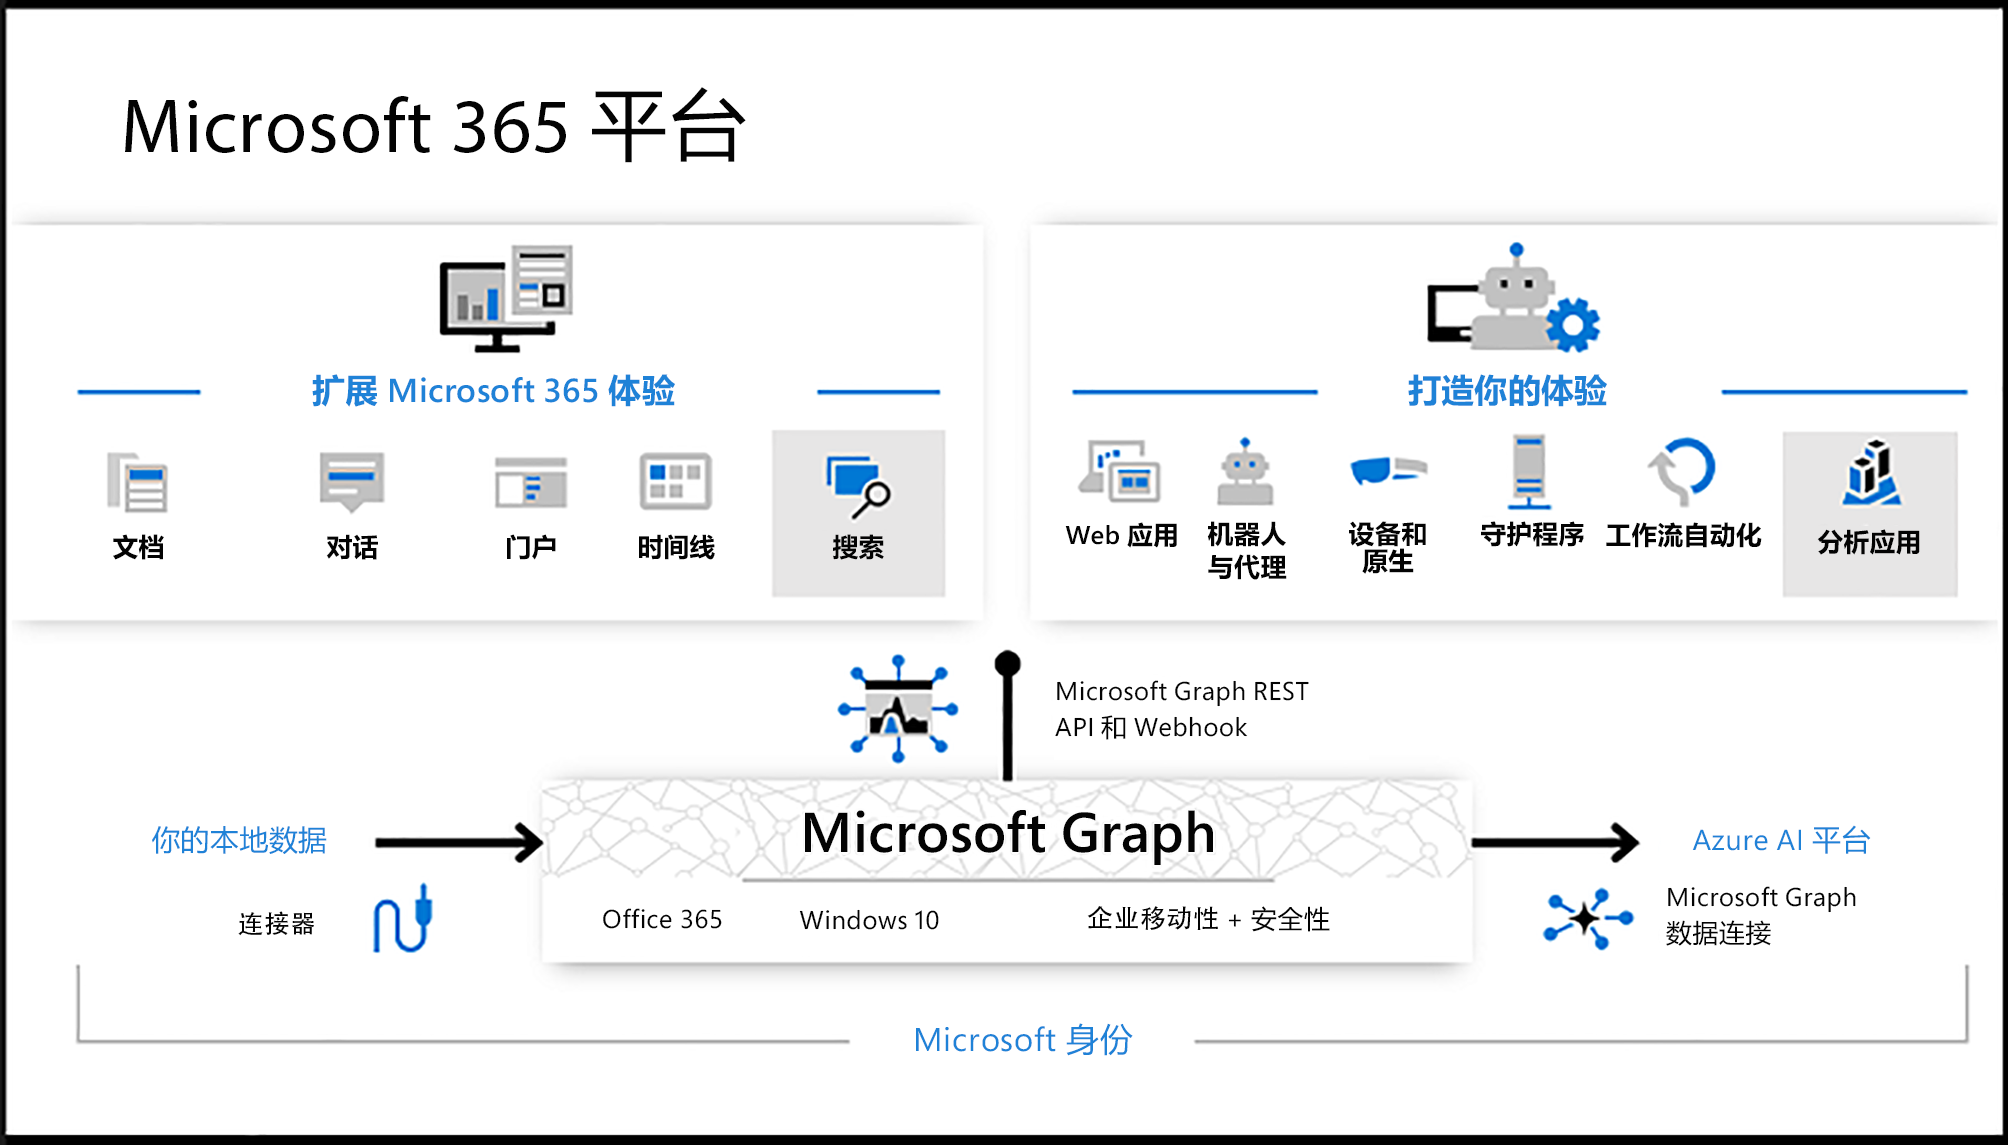 Microsoft 365 平台
扩展 Microsoft 365 体验
文档
对话
门户
时间线
搜索
打造你的体验
Web 应用
机器人
与代理
设备和
原生
守护程序
工作流自动化
分析应用
Microsoft Graph REST
API 和 Webhook
你的本地数据
连接器
Microsoft Graph
Office 365
Windows 10
企业移动性 + 安全性
Azure AI 平台
Microsoft Graph
数据连接
Microsoft 身份